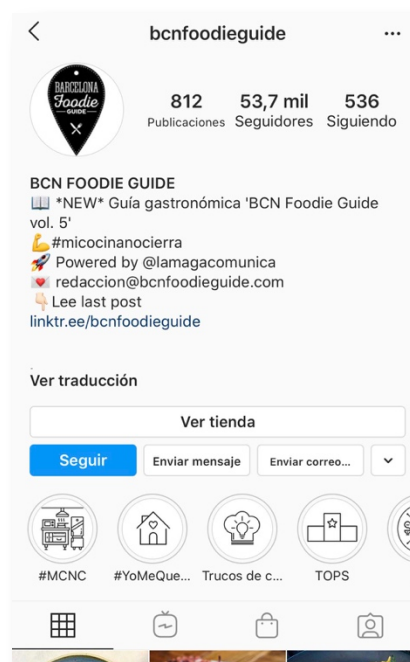 bcnfoodieguide
BARCELONA
Foodie
GUIDE
812 53,7 mil 536
Publicaciones Seguidores Siguiendo
BCN FOODIE GUIDE
*NEW* Guía gastronómica 'BCN Foodie Guide
vol. 5'
#micocinanocierra
Powered by @lamagacomunica
redaccion@bcnfoodieguide.com
Lee last post
linktr.ee/bcnfoodieguide
.
Ver traducción
Ver tienda
Seguir Enviar mensaje Enviar correo...
#MCNC #YoMeQue... Trucos de c... TOPS